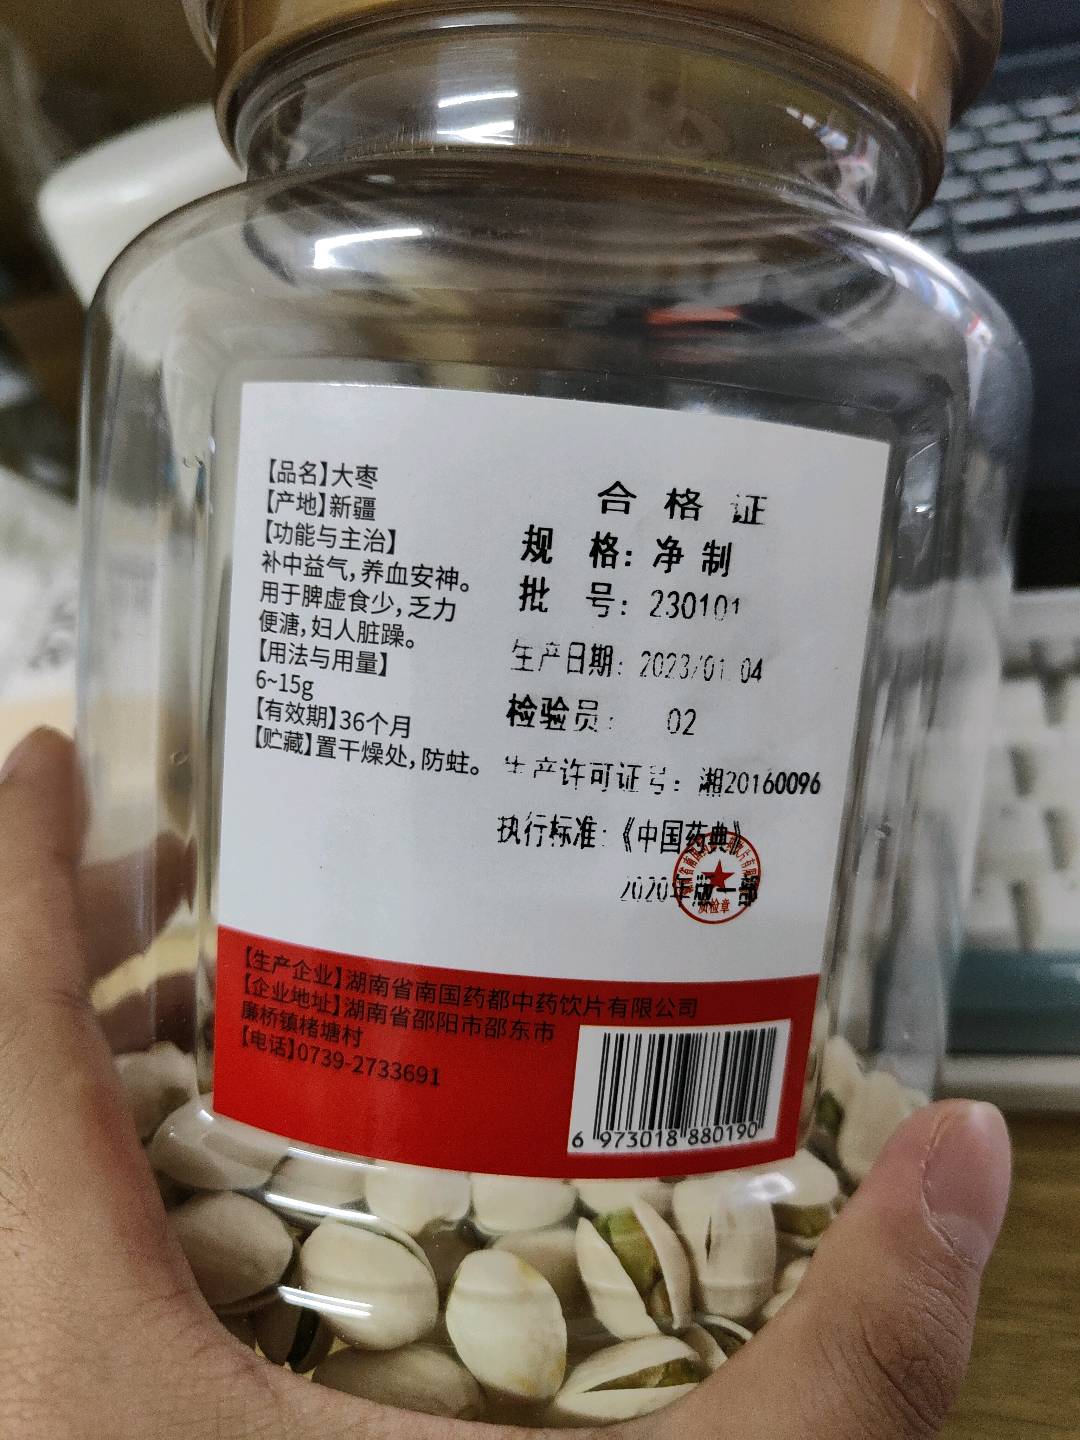 【品名】大枣
【产地】新疆
【功能与主治】
补中益气,养血安神。
用于脾虚食少,乏力
便溏,妇人脏躁。
【用法与用量】
6~15g
【有效期】36个月
【贮藏】置干燥处,防蛀。
合格证
规 格:净制
批 号:230101
生产日期:2023/01 04
检验员: 02
生产许可证号:湘20160096
执行标准:《中国药典》
2020年版一部
质检章
【生产企业】湖南省南国药都中药饮片有限公司
【企业地址】湖南省邵阳市邵东市
廉桥镇楮塘村
【电话】0739-2733691
6 973018 880190